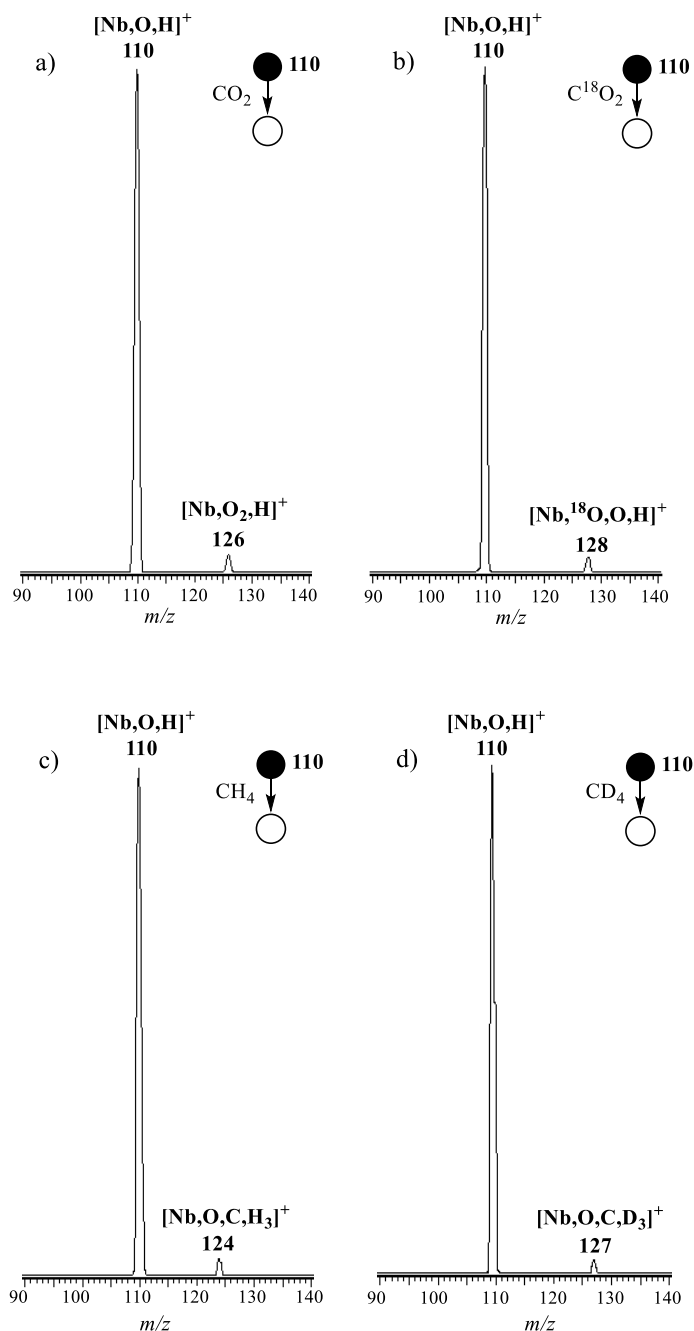 [Nb,O,H]⁺
110
a)
110
CO₂
[Nb,O₂,H]⁺
126
90 100 110 120 130 140
m/z
[Nb,O,H]⁺
110
b)
110
C¹⁸O₂
[Nb,¹⁸O,O,H]⁺
128
90 100 110 120 130 140
m/z
[Nb,O,H]⁺
110
c)
110
CH₄
[Nb,O,C,H₃]⁺
124
90 100 110 120 130 140
m/z
[Nb,O,H]⁺
110
d)
110
CD₄
[Nb,O,C,D₃]⁺
127
90 100 110 120 130 140
m/z